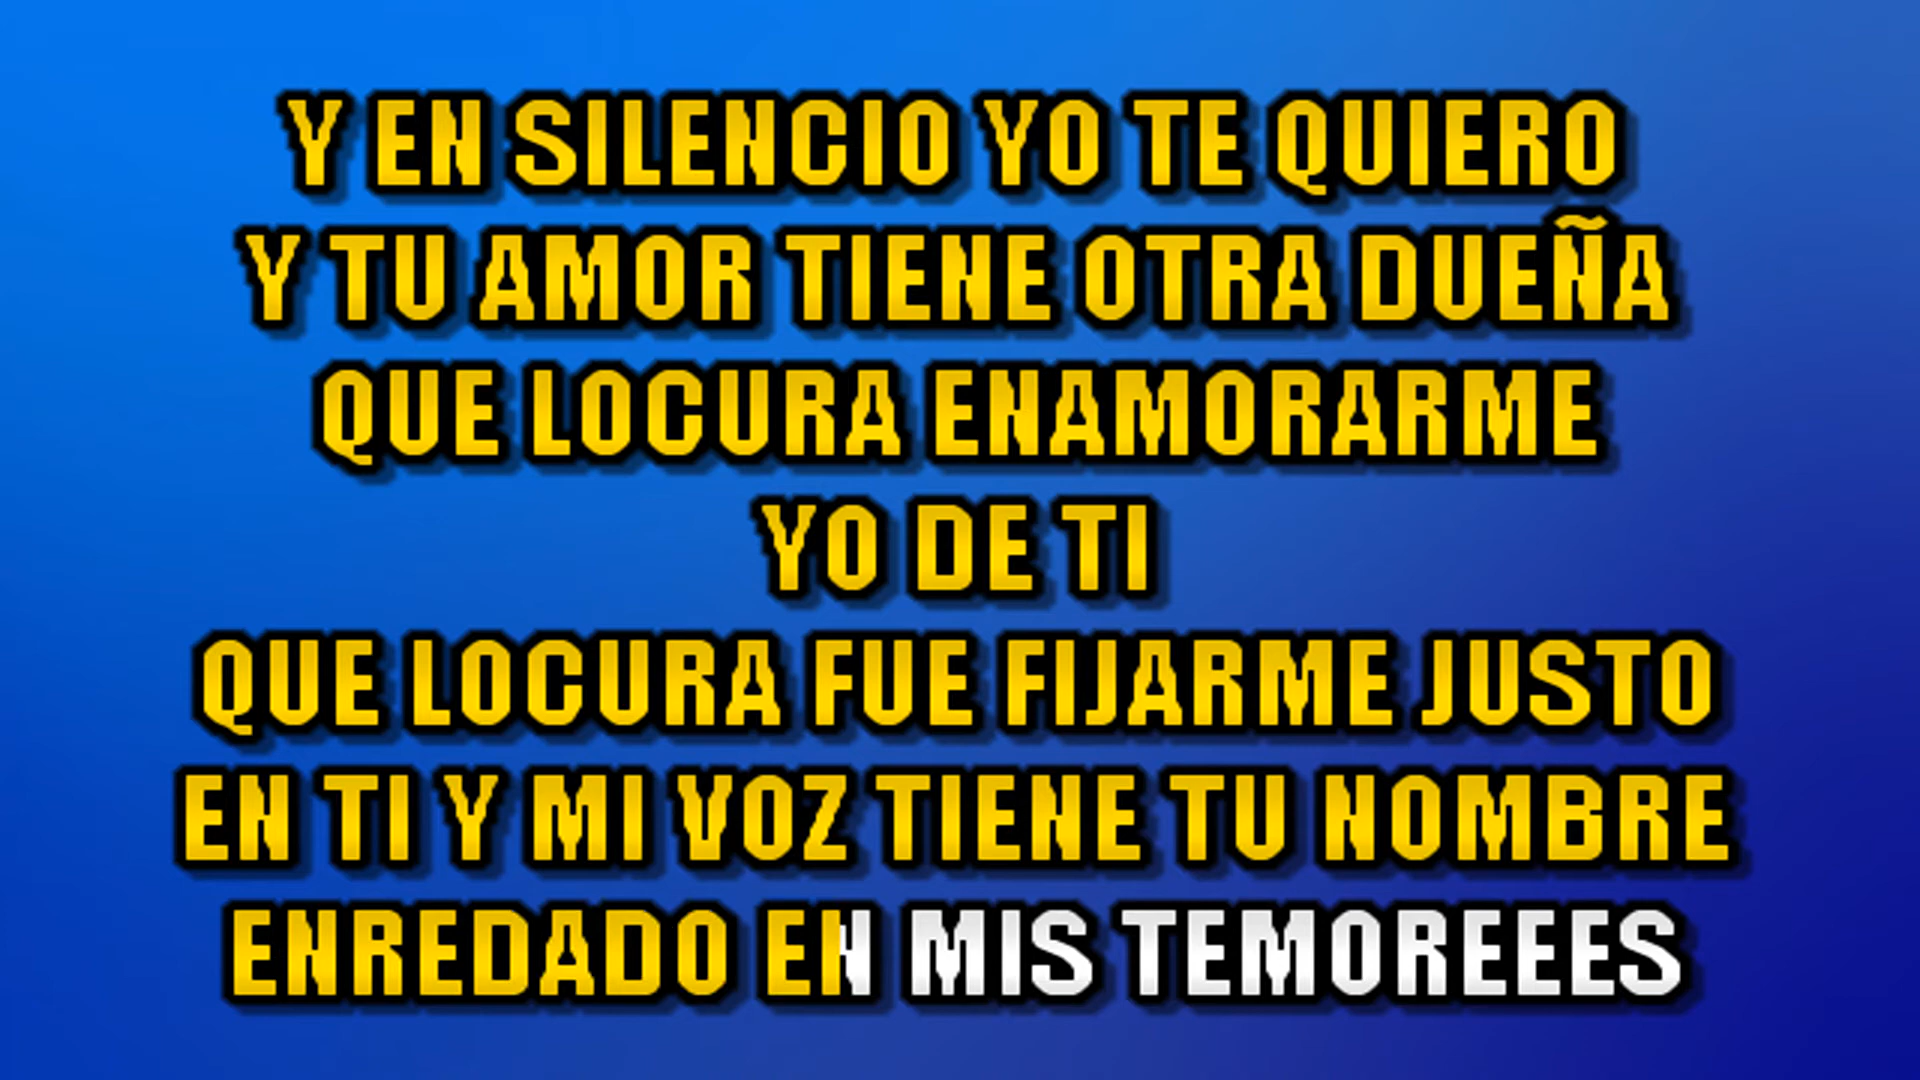 Y EN SILENCIO YO TE QUIERO
Y TU AMOR TIENE OTRA DUEÑA
QUE LOCURA ENAMORARME
YO DE TI
QUE LOCURA FUE FIJARME JUSTO
EN TI Y MI VOZ TIENE TU NOMBRE
ENREDADO EN MIS TEMOREEES